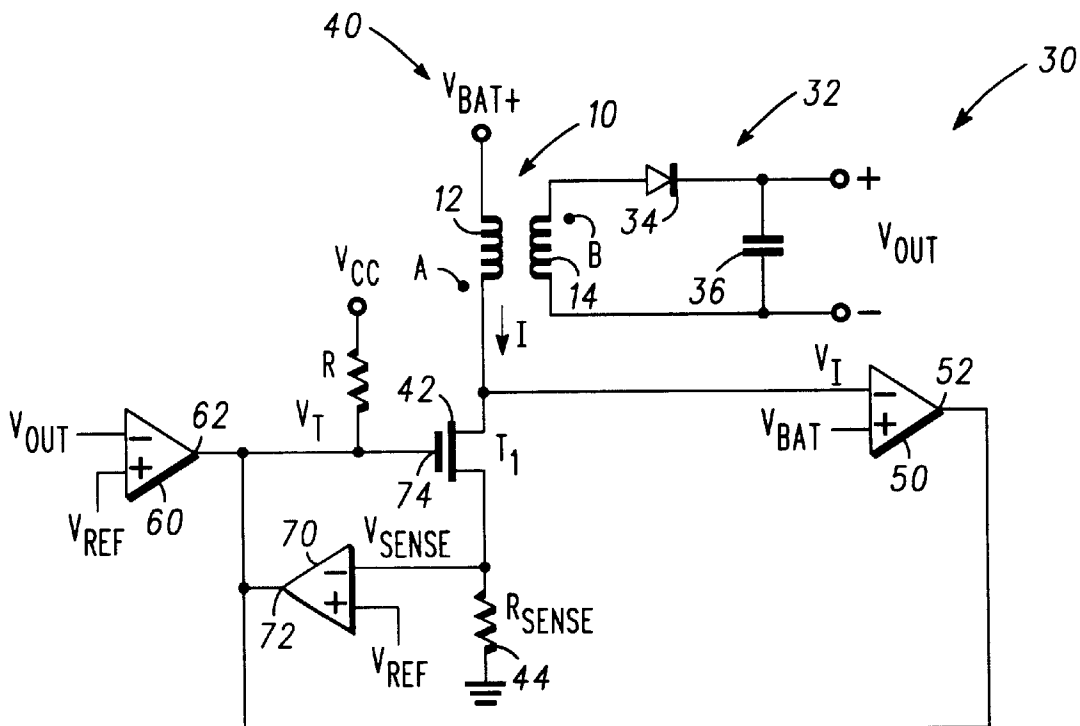 40
30
V_BAT+
10
32
12
34
A
B
14
36
+
V_OUT
−
V_CC
I
R
V_I
42
52
V_T
V_OUT
−
+
62
74
T_1
−
V_BAT
+
50
V_REF
60
70
V_SENSE
−
+
72
V_REF
R_SENSE
44